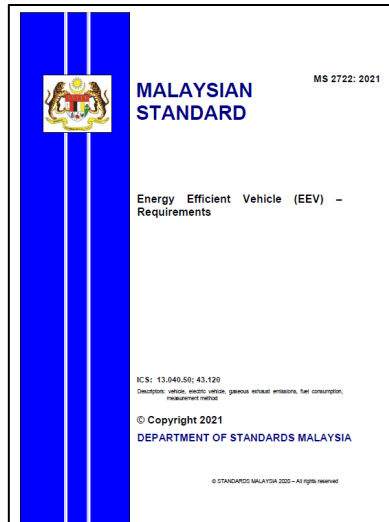 MS 2722: 2021
MALAYSIAN
STANDARD
Energy Efficient Vehicle (EEV) –
Requirements
ICS: 13.040.50; 43.120
Descriptors: vehicle, electric vehicle, gaseous exhaust emissions, fuel consumption,
measurement method
© Copyright 2021
DEPARTMENT OF STANDARDS MALAYSIA
© STANDARDS MALAYSIA 2020 – All rights reserved